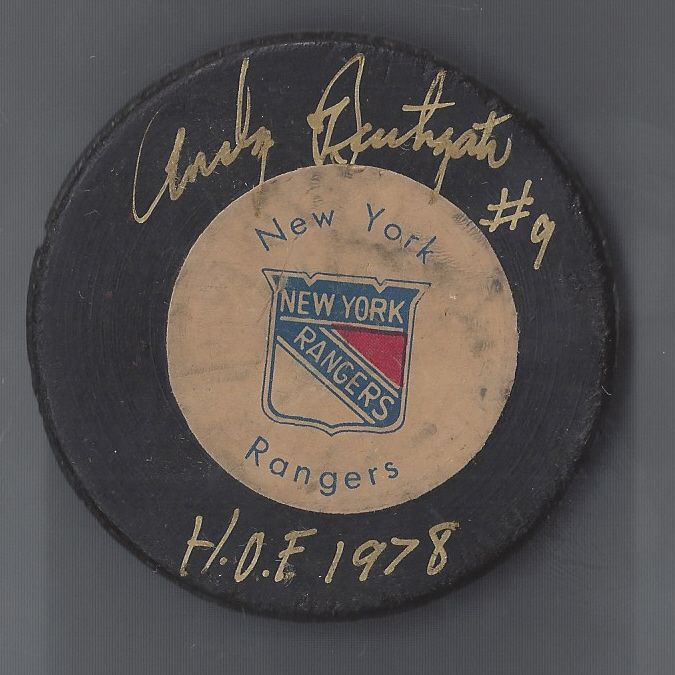 Andy Bathgate
#9
New York
NEW YORK
RANGERS
Rangers
H.O.F 1978